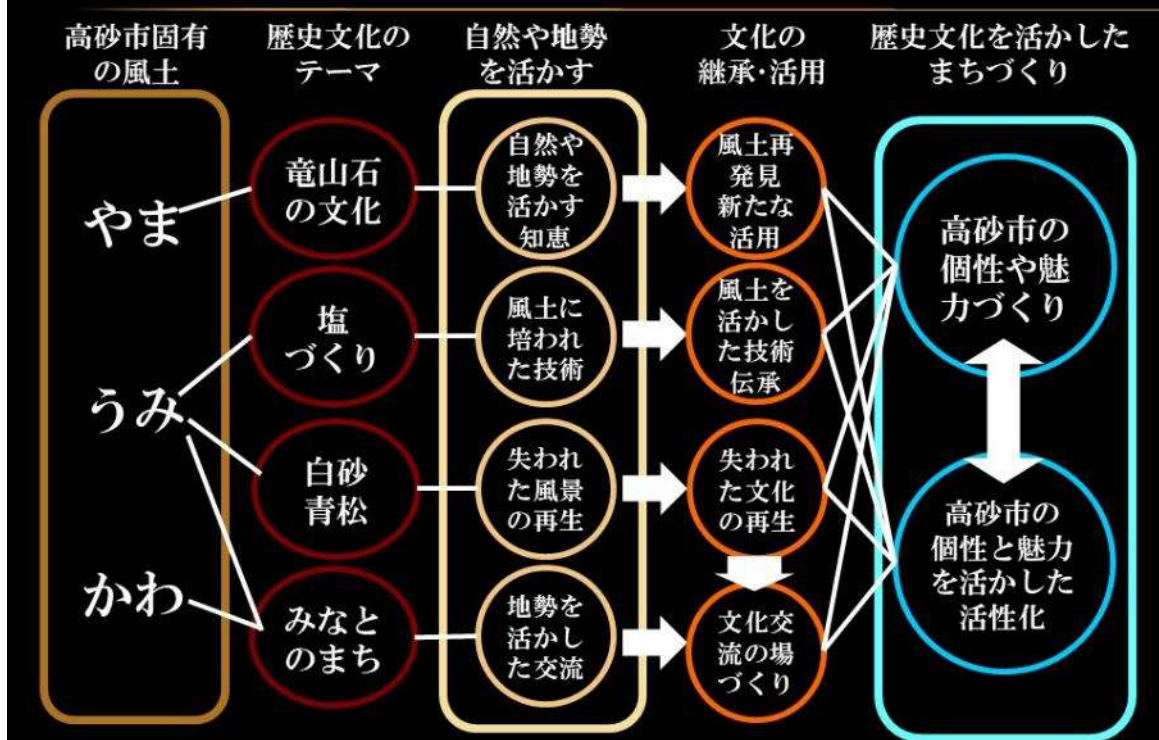 高砂市固有
の風土
歴史文化の
テーマ
自然や地勢
を活かす
文化の
継承・活用
歴史文化を活かした
まちづくり
やま
うみ
かわ
竜山石
の文化
塩
づくり
白砂
青松
みなと
のまち
自然や
地勢を
活かす
知恵
風土に
培われ
た技術
失われ
た風景
の再生
地勢を
活かし
た交流
風土再
発見
新たな
活用
風土を
活かし
た技術
伝承
失われ
た文化
の再生
文化交
流の場
づくり
高砂市の
個性や魅
力づくり
高砂市の
個性と魅力
を活かした
活性化